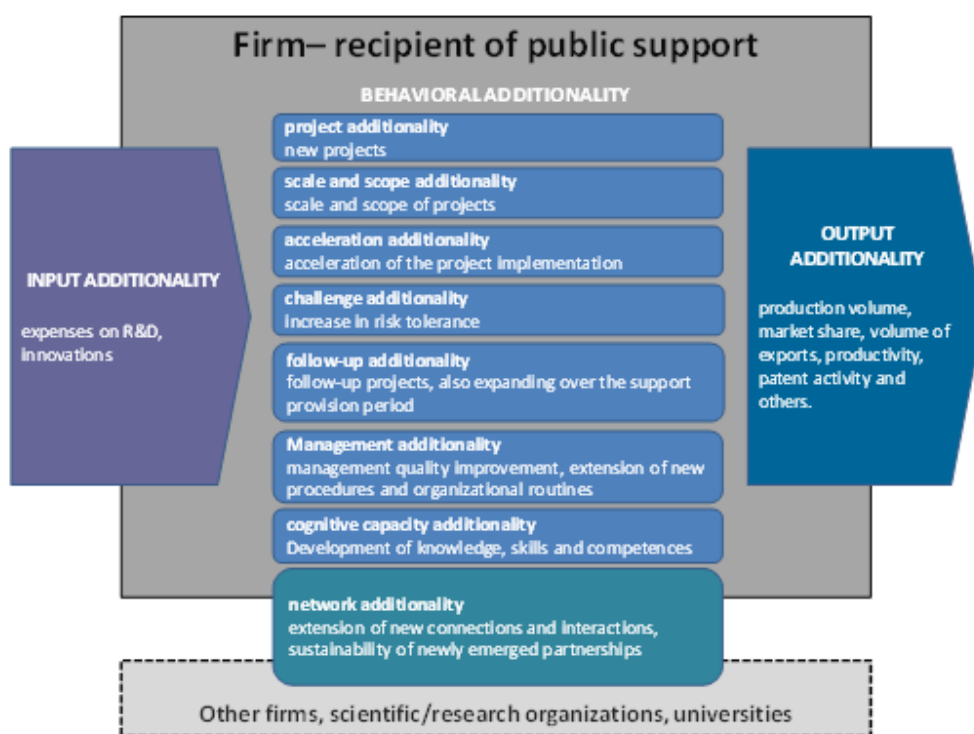 Firm– recipient of public support
BEHAVIORAL ADDITIONALITY
project additionality
new projects
scale and scope additionality
scale and scope of projects
acceleration additionality
acceleration of the project implementation
challenge additionality
increase in risk tolerance
follow-up additionality
follow-up projects, also expanding over the support
provision period
Management additionality
management quality improvement, extension of new
procedures and organizational routines
cognitive capacity additionality
Development of knowledge, skills and competences
network additionality
extension of new connections and interactions,
sustainability of newly emerged partnerships
INPUT ADDITIONALITY
expenses on R&D,
innovations
OUTPUT
ADDITIONALITY
production volume,
market share, volume of
exports, productivity,
patent activity and
others.
Other firms, scientific/research organizations, universities